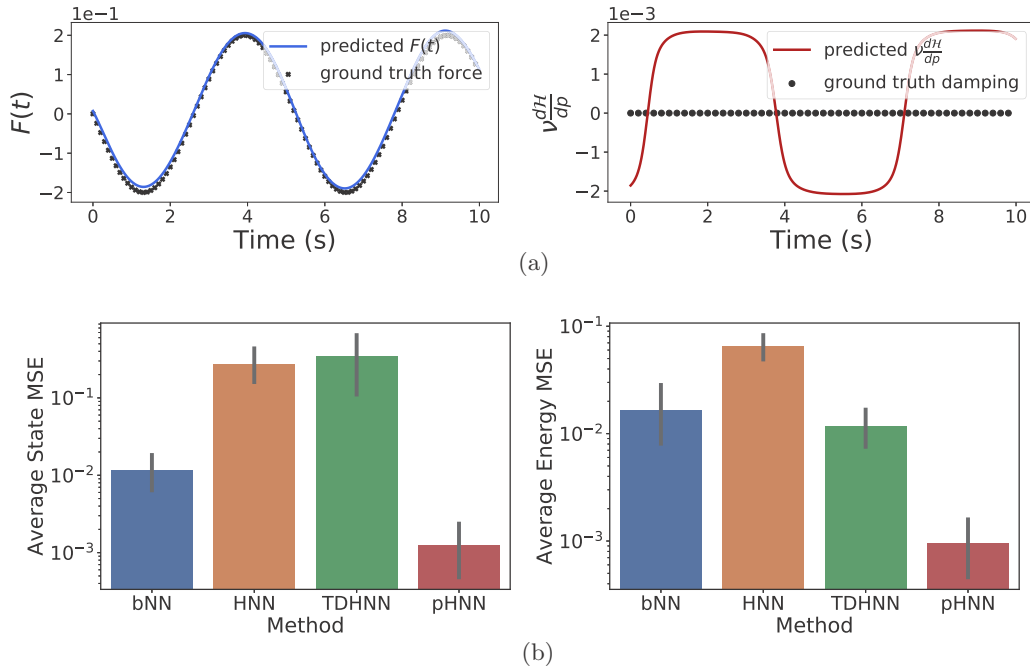 1e−1
F(t)
2
1
0
−1
−2
predicted F(t)
ground truth force
0 2 4 6 8 10
Time (s)
1e−3
ν dℋ/dp
2
1
0
−1
−2
predicted ν dℋ/dp
ground truth damping
0 2 4 6 8 10
Time (s)
(a)
Average State MSE
10⁻¹
10⁻²
10⁻³
bNN HNN TDHNN pHNN
Method
Average Energy MSE
10⁻¹
10⁻²
10⁻³
bNN HNN TDHNN pHNN
Method
(b)